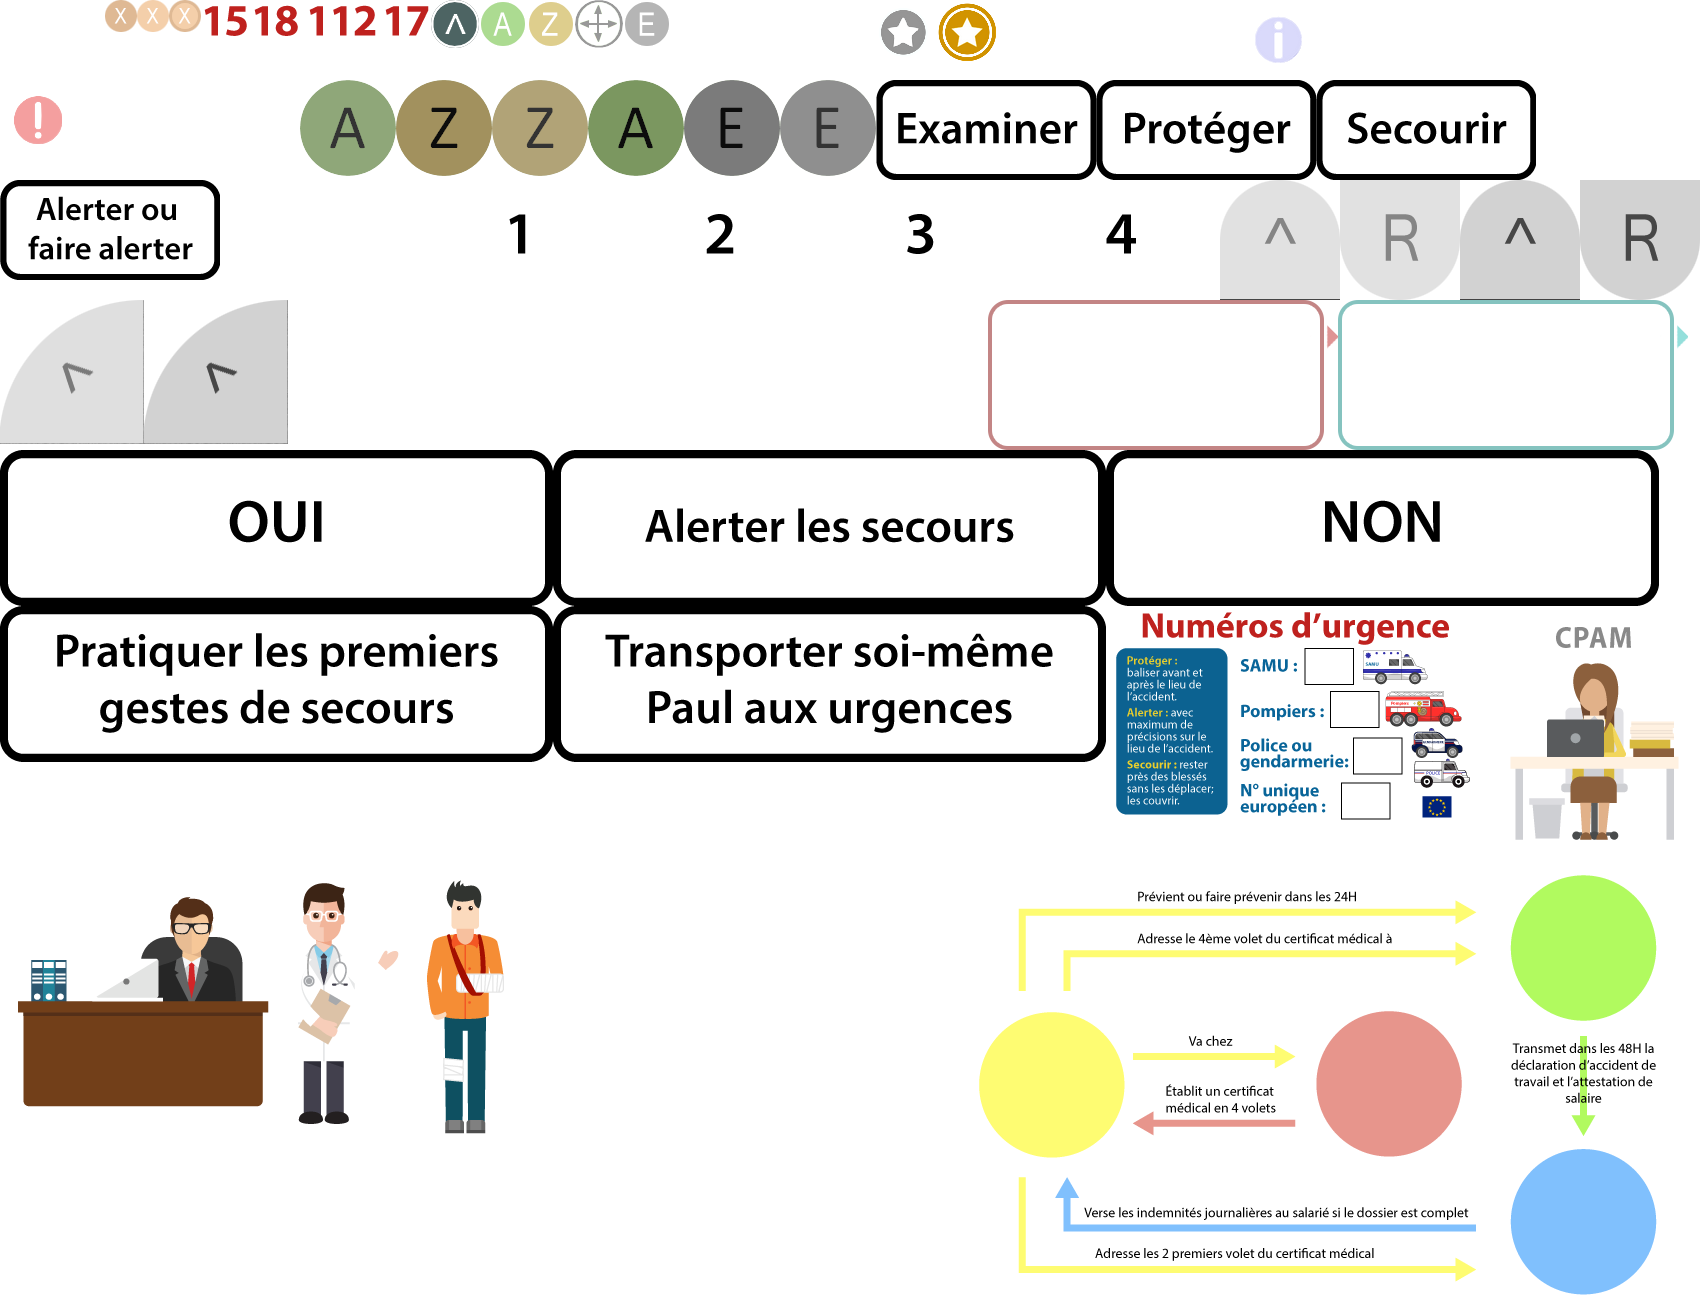 X X X 15 18 112 17 ^ A Z E
i
!
A Z Z A E E Examiner Protéger Secourir
Alerter ou
faire alerter
1 2 3 4 ^ R ^ R
^ ^
OUI
Alerter les secours
NON
Pratiquer les premiers
gestes de secours
Transporter soi-même
Paul aux urgences
Numéros d'urgence
Protéger :
baliser avant et
après le lieu de
l'accident.
Alerter : avec
maximum de
précisions sur le
lieu de l'accident.
Secourir : rester
près des blessés
sans les déplacer;
les couvrir.
SAMU :
SAMU
Pompiers :
Pompiers
Police ou
gendarmerie:
POLICE
N° unique
européen :
CPAM
Prévient ou faire prévenir dans les 24H
Adresse le 4ème volet du certificat médical à
Va chez
Établit un certificat
médical en 4 volets
Transmet dans les 48H la
déclaration d'accident de
travail et l'attestation de
salaire
Verse les indemnités journalières au salarié si le dossier est complet
Adresse les 2 premiers volet du certificat médical